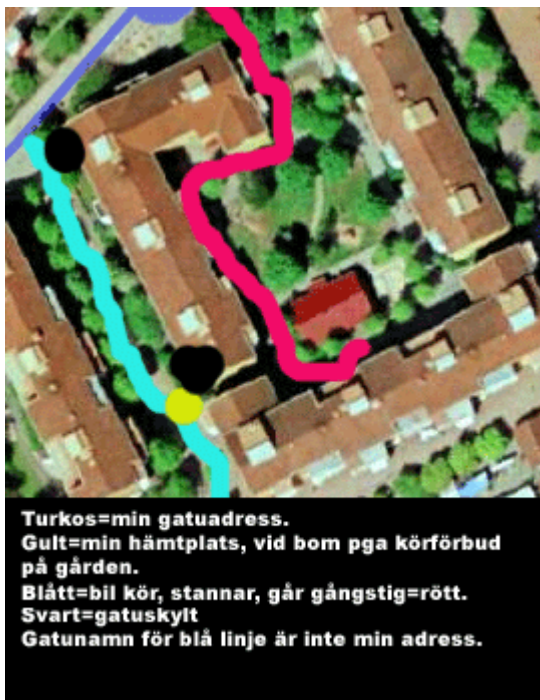 Turkos=min gatuadress.
Gult=min hämtplats, vid bom pga körförbud
på gården.
Blått=bil kör, stannar, går gångstig=rött.
Svart=gatuskylt
Gatunamn för blå linje är inte min adress.